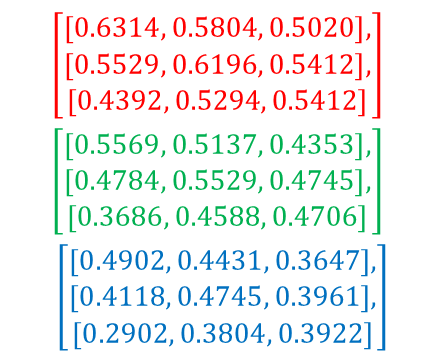 [[0.6314, 0.5804, 0.5020],
[0.5529, 0.6196, 0.5412],
[0.4392, 0.5294, 0.5412]]
[[0.5569, 0.5137, 0.4353],
[0.4784, 0.5529, 0.4745],
[0.3686, 0.4588, 0.4706]]
[[0.4902, 0.4431, 0.3647],
[0.4118, 0.4745, 0.3961],
[0.2902, 0.3804, 0.3922]]